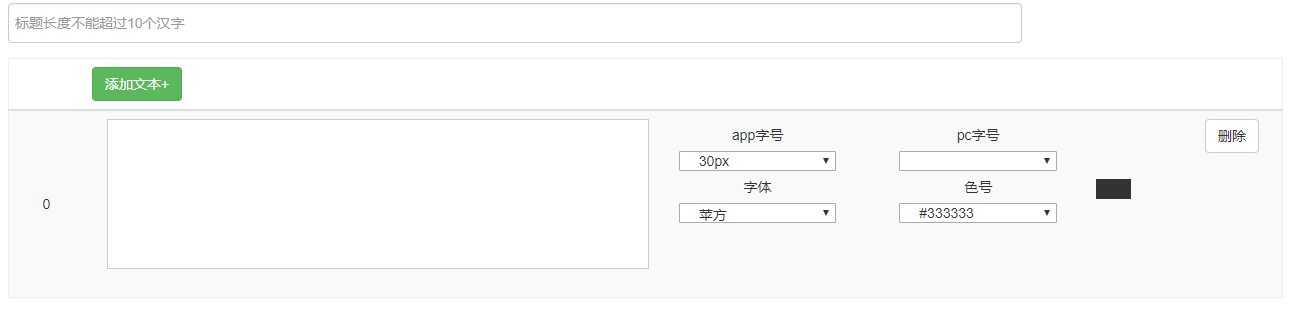 标题长度不能超过10个汉字
添加文本+
app字号
pc字号
删除
30px
字体
色号
0
苹方
#333333